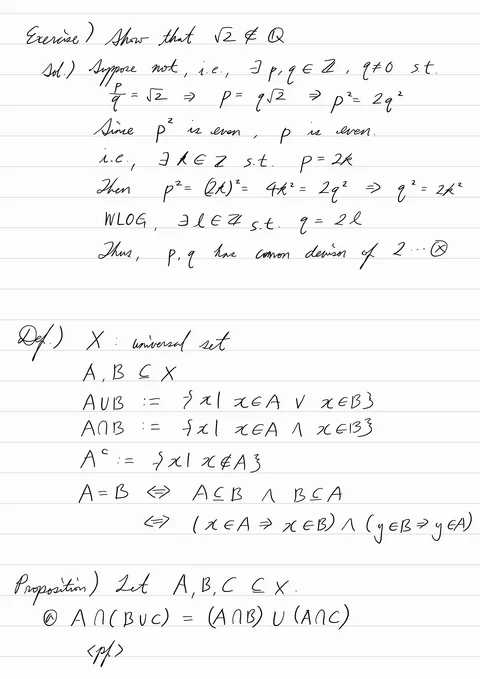 Exercise) Show that √2 ∉ ℚ
Sol.) Suppose not, i.e., ∃ p, q ∈ ℤ, q ≠ 0 s.t.
p/q = √2 ⇒ p = q√2 ⇒ p² = 2q²
Since p² is even, p is even.
i.e., ∃ k ∈ ℤ s.t. p = 2k
Then p² = (2k)² = 4k² = 2q² ⇒ q² = 2k²
WLOG, ∃ l ∈ ℤ s.t. q = 2l
Thus, p, q has common devisor of 2 ... ⊗
Def.) X : universal set
A, B ⊆ X
A∪B := {x| x∈A ∨ x∈B}
A∩B := {x| x∈A ∧ x∈B}
Aᶜ := {x| x∉A}
A = B ⇔ A⊆B ∧ B⊆A
⇔ (x∈A ⇒ x∈B) ∧ (y∈B ⇒ y∈A)
Proposition) Let A, B, C ⊆ X.
ⓐ A∩(B∪C) = (A∩B) ∪ (A∩C)
<pf>